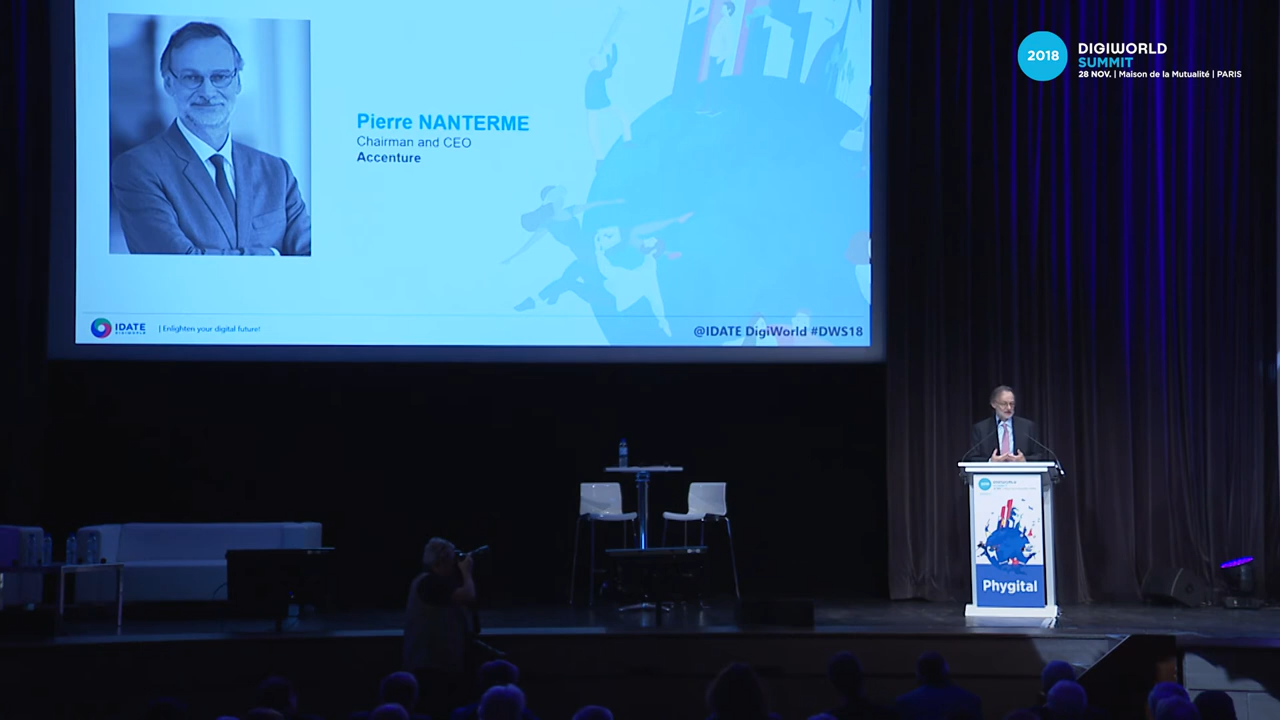 2018
DIGIWORLD
SUMMIT
28 NOV. | Maison de la Mutualité | PARIS
Pierre NANTERME
Chairman and CEO
Accenture
IDATE
DIGIWORLD
| Enlighten your digital future!
@IDATE DigiWorld #DWS18
Phygital